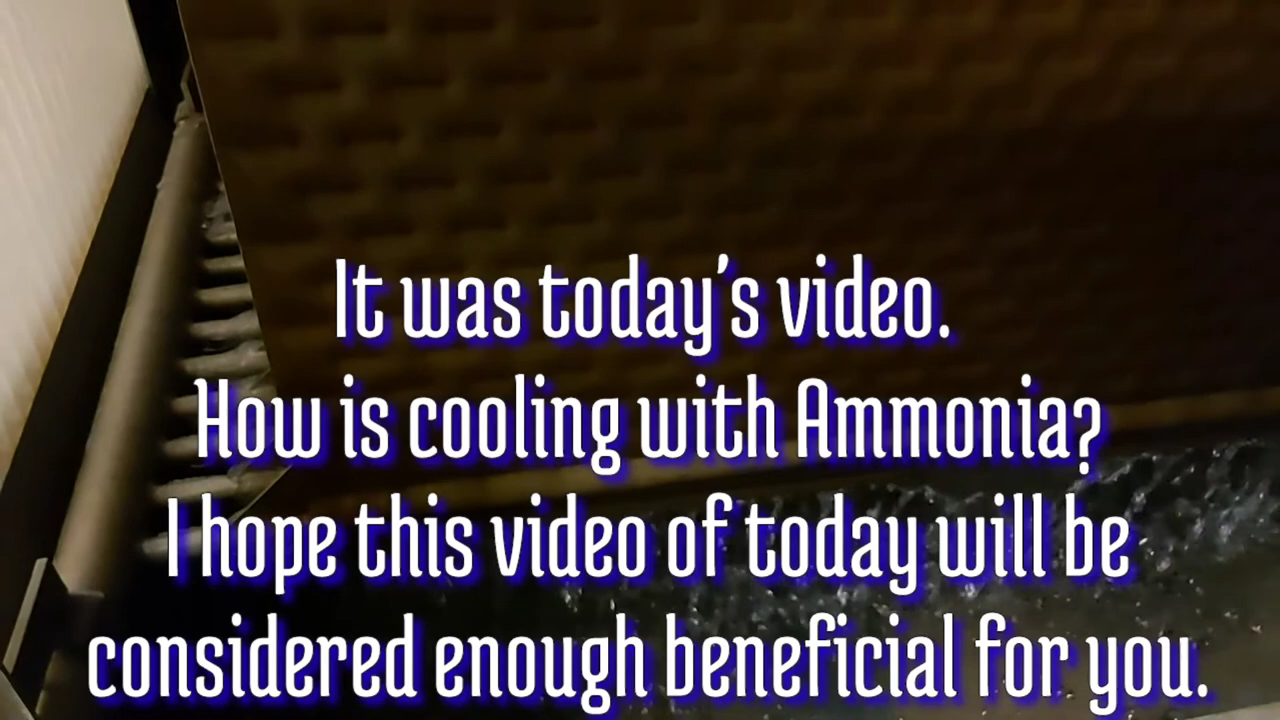 It was today's video.
How is cooling with Ammonia?
I hope this video of today will be
considered enough beneficial for you.